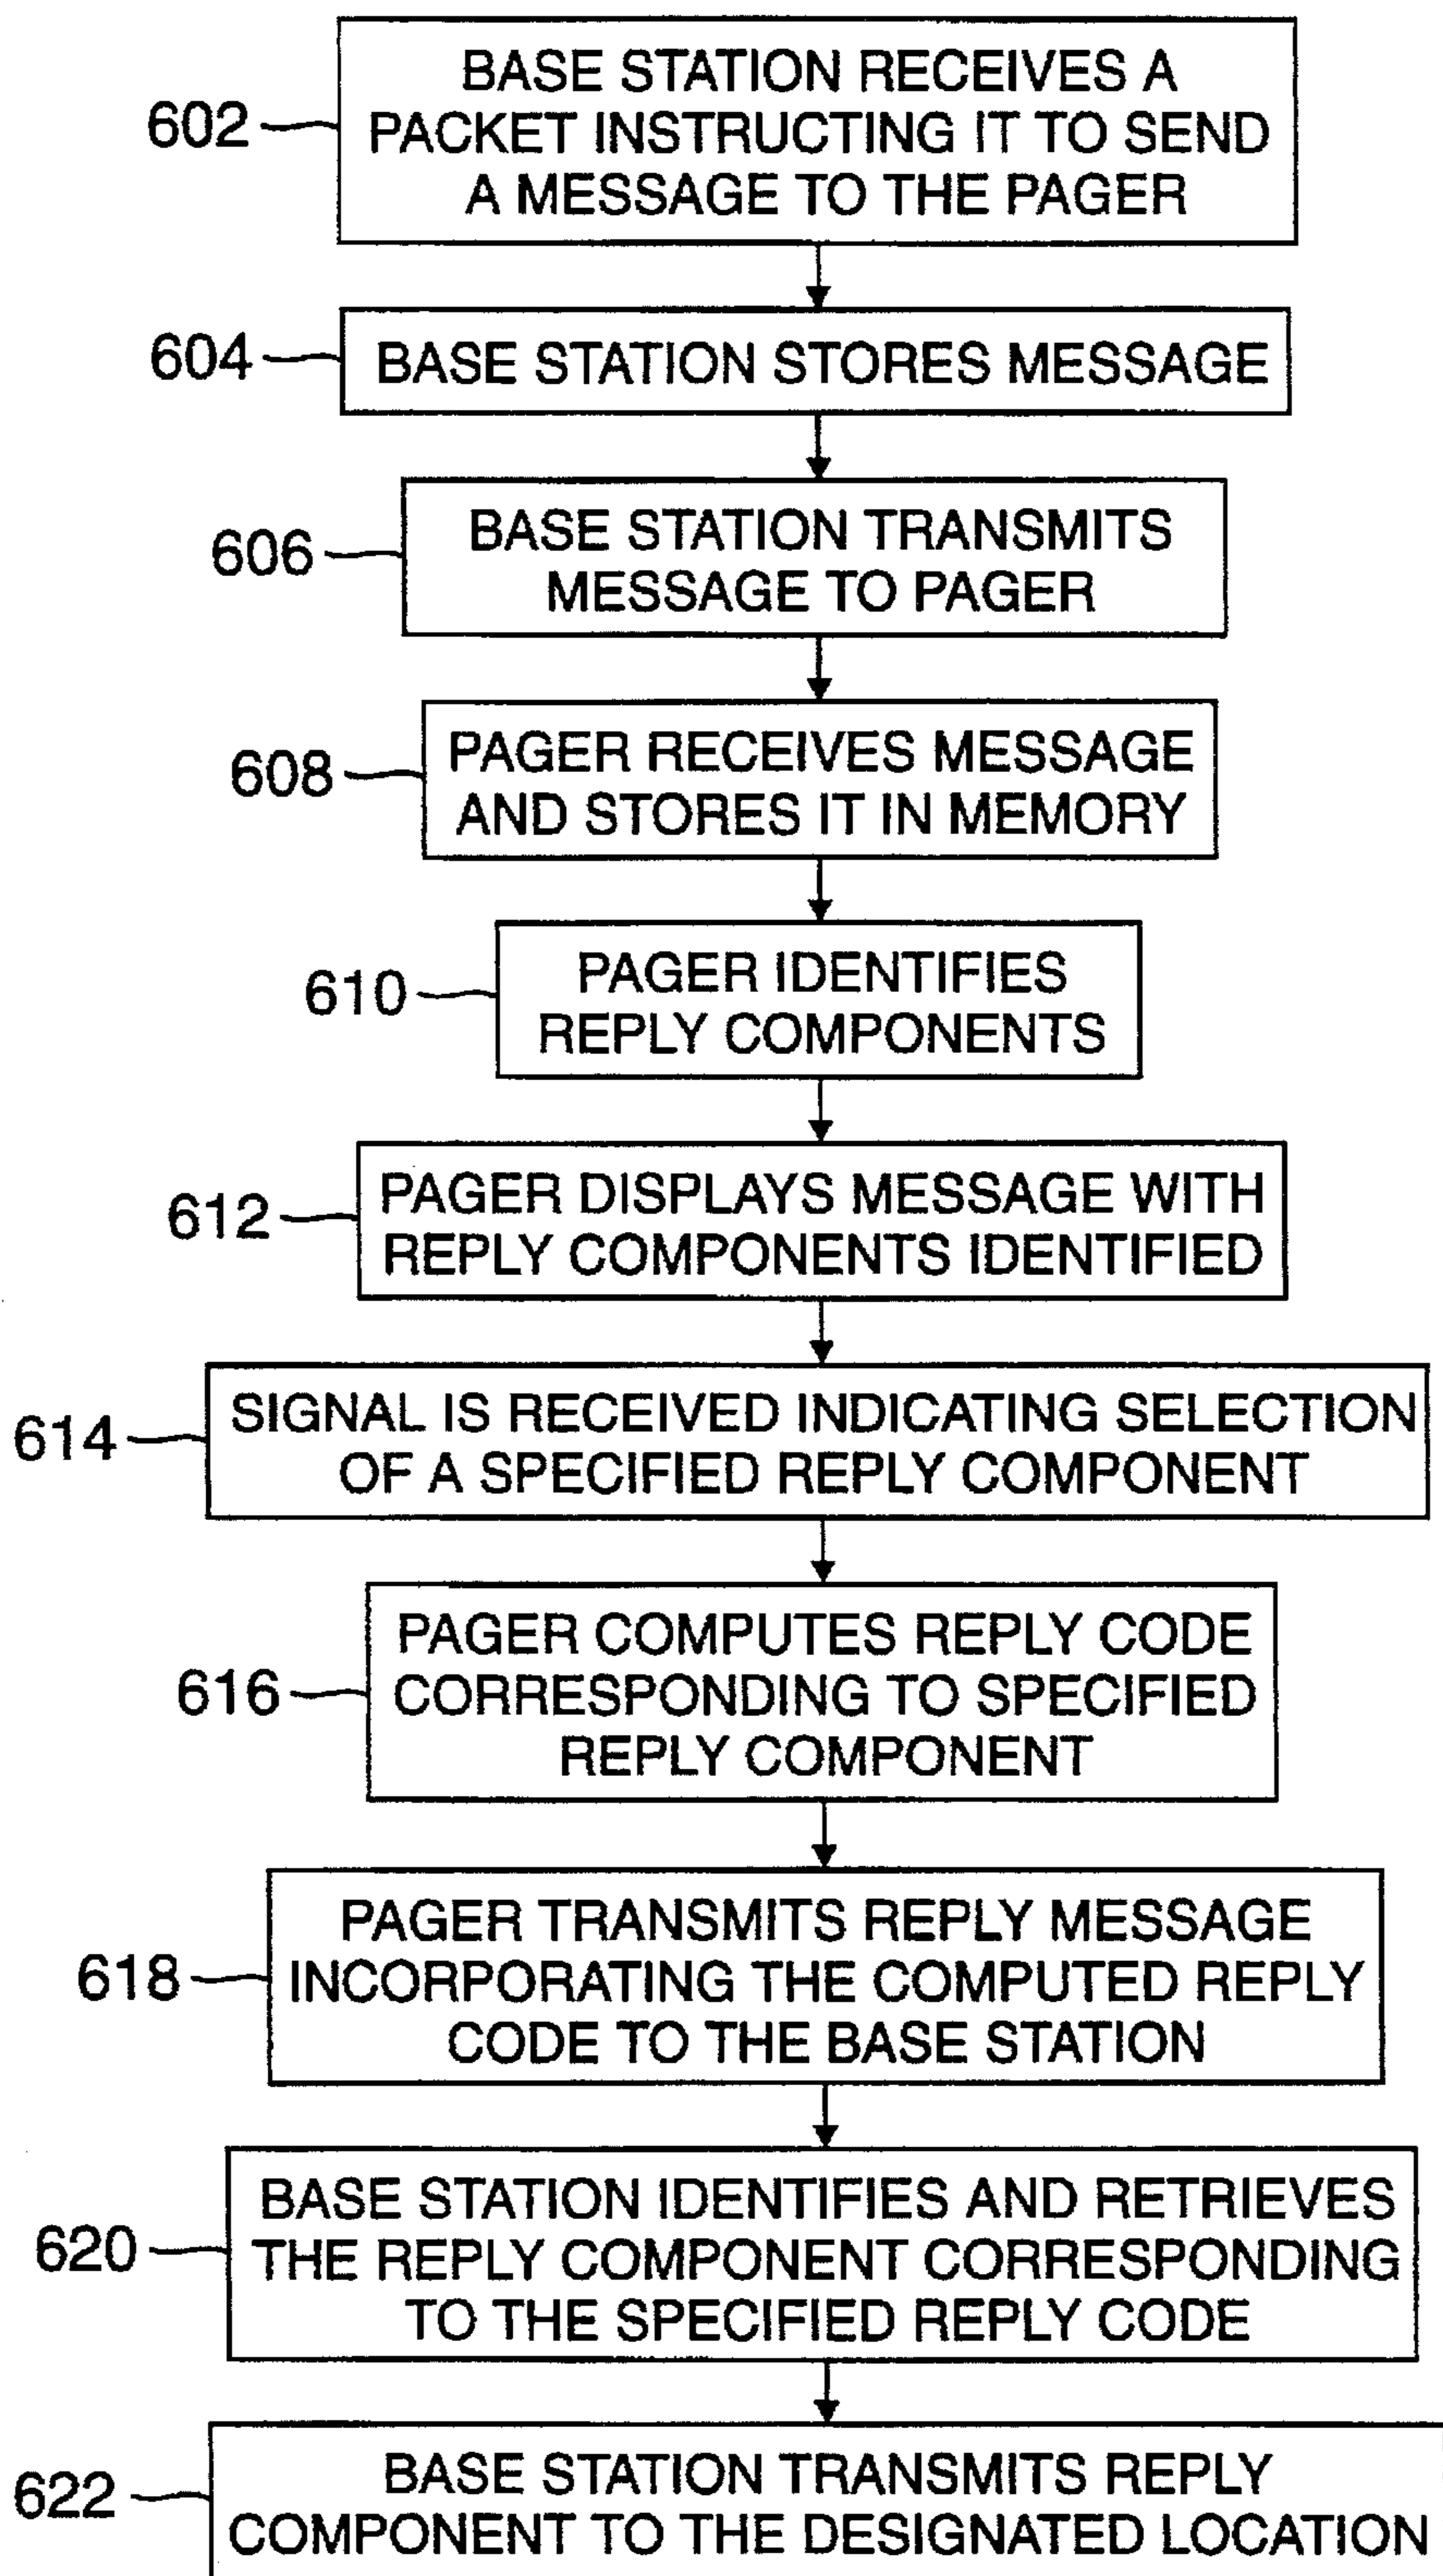 602
BASE STATION RECEIVES A
PACKET INSTRUCTING IT TO SEND
A MESSAGE TO THE PAGER
604
BASE STATION STORES MESSAGE
606
BASE STATION TRANSMITS
MESSAGE TO PAGER
608
PAGER RECEIVES MESSAGE
AND STORES IT IN MEMORY
610
PAGER IDENTIFIES
REPLY COMPONENTS
612
PAGER DISPLAYS MESSAGE WITH
REPLY COMPONENTS IDENTIFIED
614
SIGNAL IS RECEIVED INDICATING SELECTION
OF A SPECIFIED REPLY COMPONENT
616
PAGER COMPUTES REPLY CODE
CORRESPONDING TO SPECIFIED
REPLY COMPONENT
618
PAGER TRANSMITS REPLY MESSAGE
INCORPORATING THE COMPUTED REPLY
CODE TO THE BASE STATION
620
BASE STATION IDENTIFIES AND RETRIEVES
THE REPLY COMPONENT CORRESPONDING
TO THE SPECIFIED REPLY CODE
622
BASE STATION TRANSMITS REPLY
COMPONENT TO THE DESIGNATED LOCATION